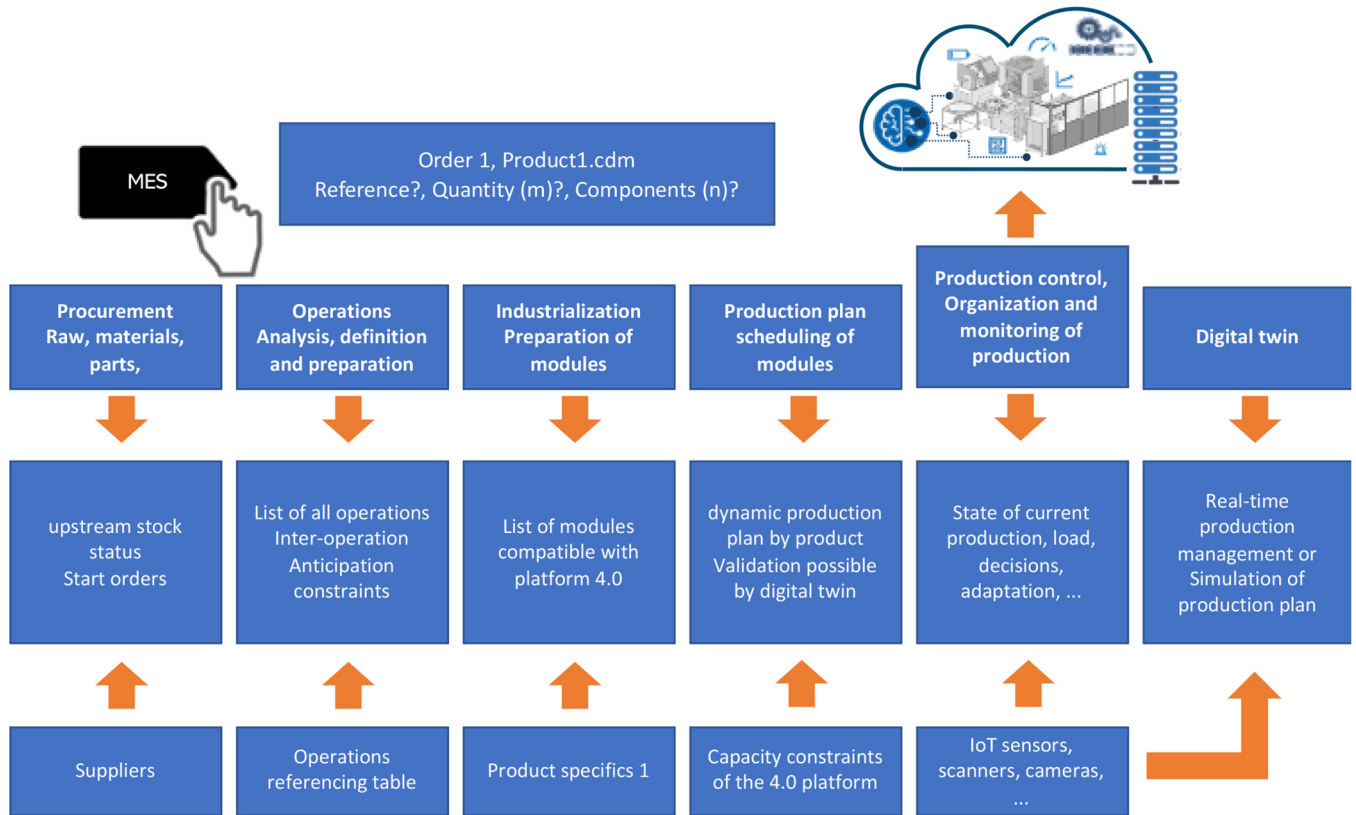 MES
Order 1, Product1.cdm
Reference?, Quantity (m)?, Components (n)?
Procurement
Raw, materials,
parts,
Operations
Analysis, definition
and preparation
Industrialization
Preparation of
modules
Production plan
scheduling of
modules
Production control,
Organization and
monitoring of
production
Digital twin
upstream stock
status
Start orders
List of all operations
Inter-operation
Anticipation
constraints
List of modules
compatible with
platform 4.0
dynamic production
plan by product
Validation possible
by digital twin
State of current
production, load,
decisions,
adaptation, ...
Real-time
production
management or
Simulation of
production plan
Suppliers
Operations
referencing table
Product specifics 1
Capacity constraints
of the 4.0 platform
IoT sensors,
scanners, cameras,
...